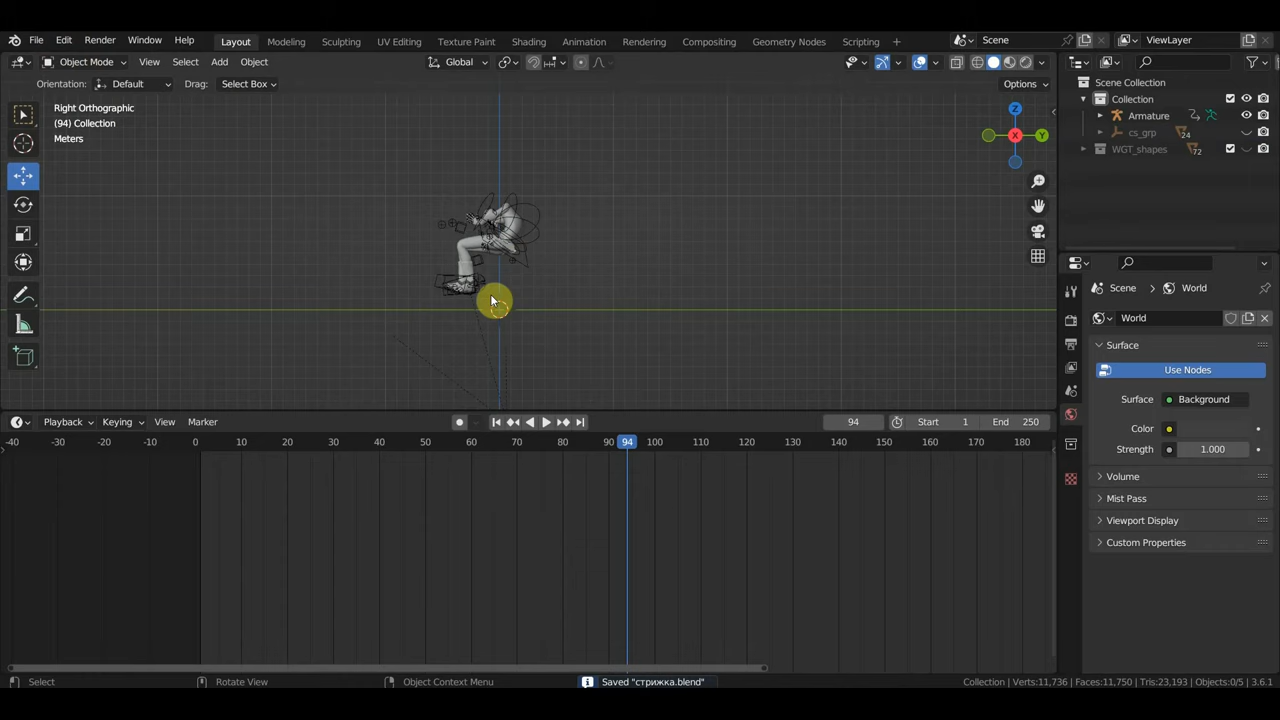 File Edit Render Window Help Layout Modeling Sculpting UV Editing Texture Paint Shading Animation Rendering Compositing Geometry Nodes Scripting + Scene ViewLayer
Object Mode View Select Add Object Global
Orientation: Default Drag: Select Box Options
Right Orthographic
(94) Collection
Meters
Z
X
Y
Scene Collection
Collection
Armature
cs_grp 24
WGT_shapes 72
Scene World
World
Surface
Use Nodes
Surface Background
Color
Strength 1.000
Volume
Mist Pass
Viewport Display
Custom Properties
Playback Keying View Marker 94 Start 1 End 250
-40 -30 -20 -10 0 10 20 30 40 50 60 70 80 90 94 100 110 120 130 140 150 160 170 180
Select Rotate View Object Context Menu Saved "стрижка.blend" Collection | Verts:11,736 | Faces:11,750 | Tris:23,193 | Objects:0/5 | 3.6.1